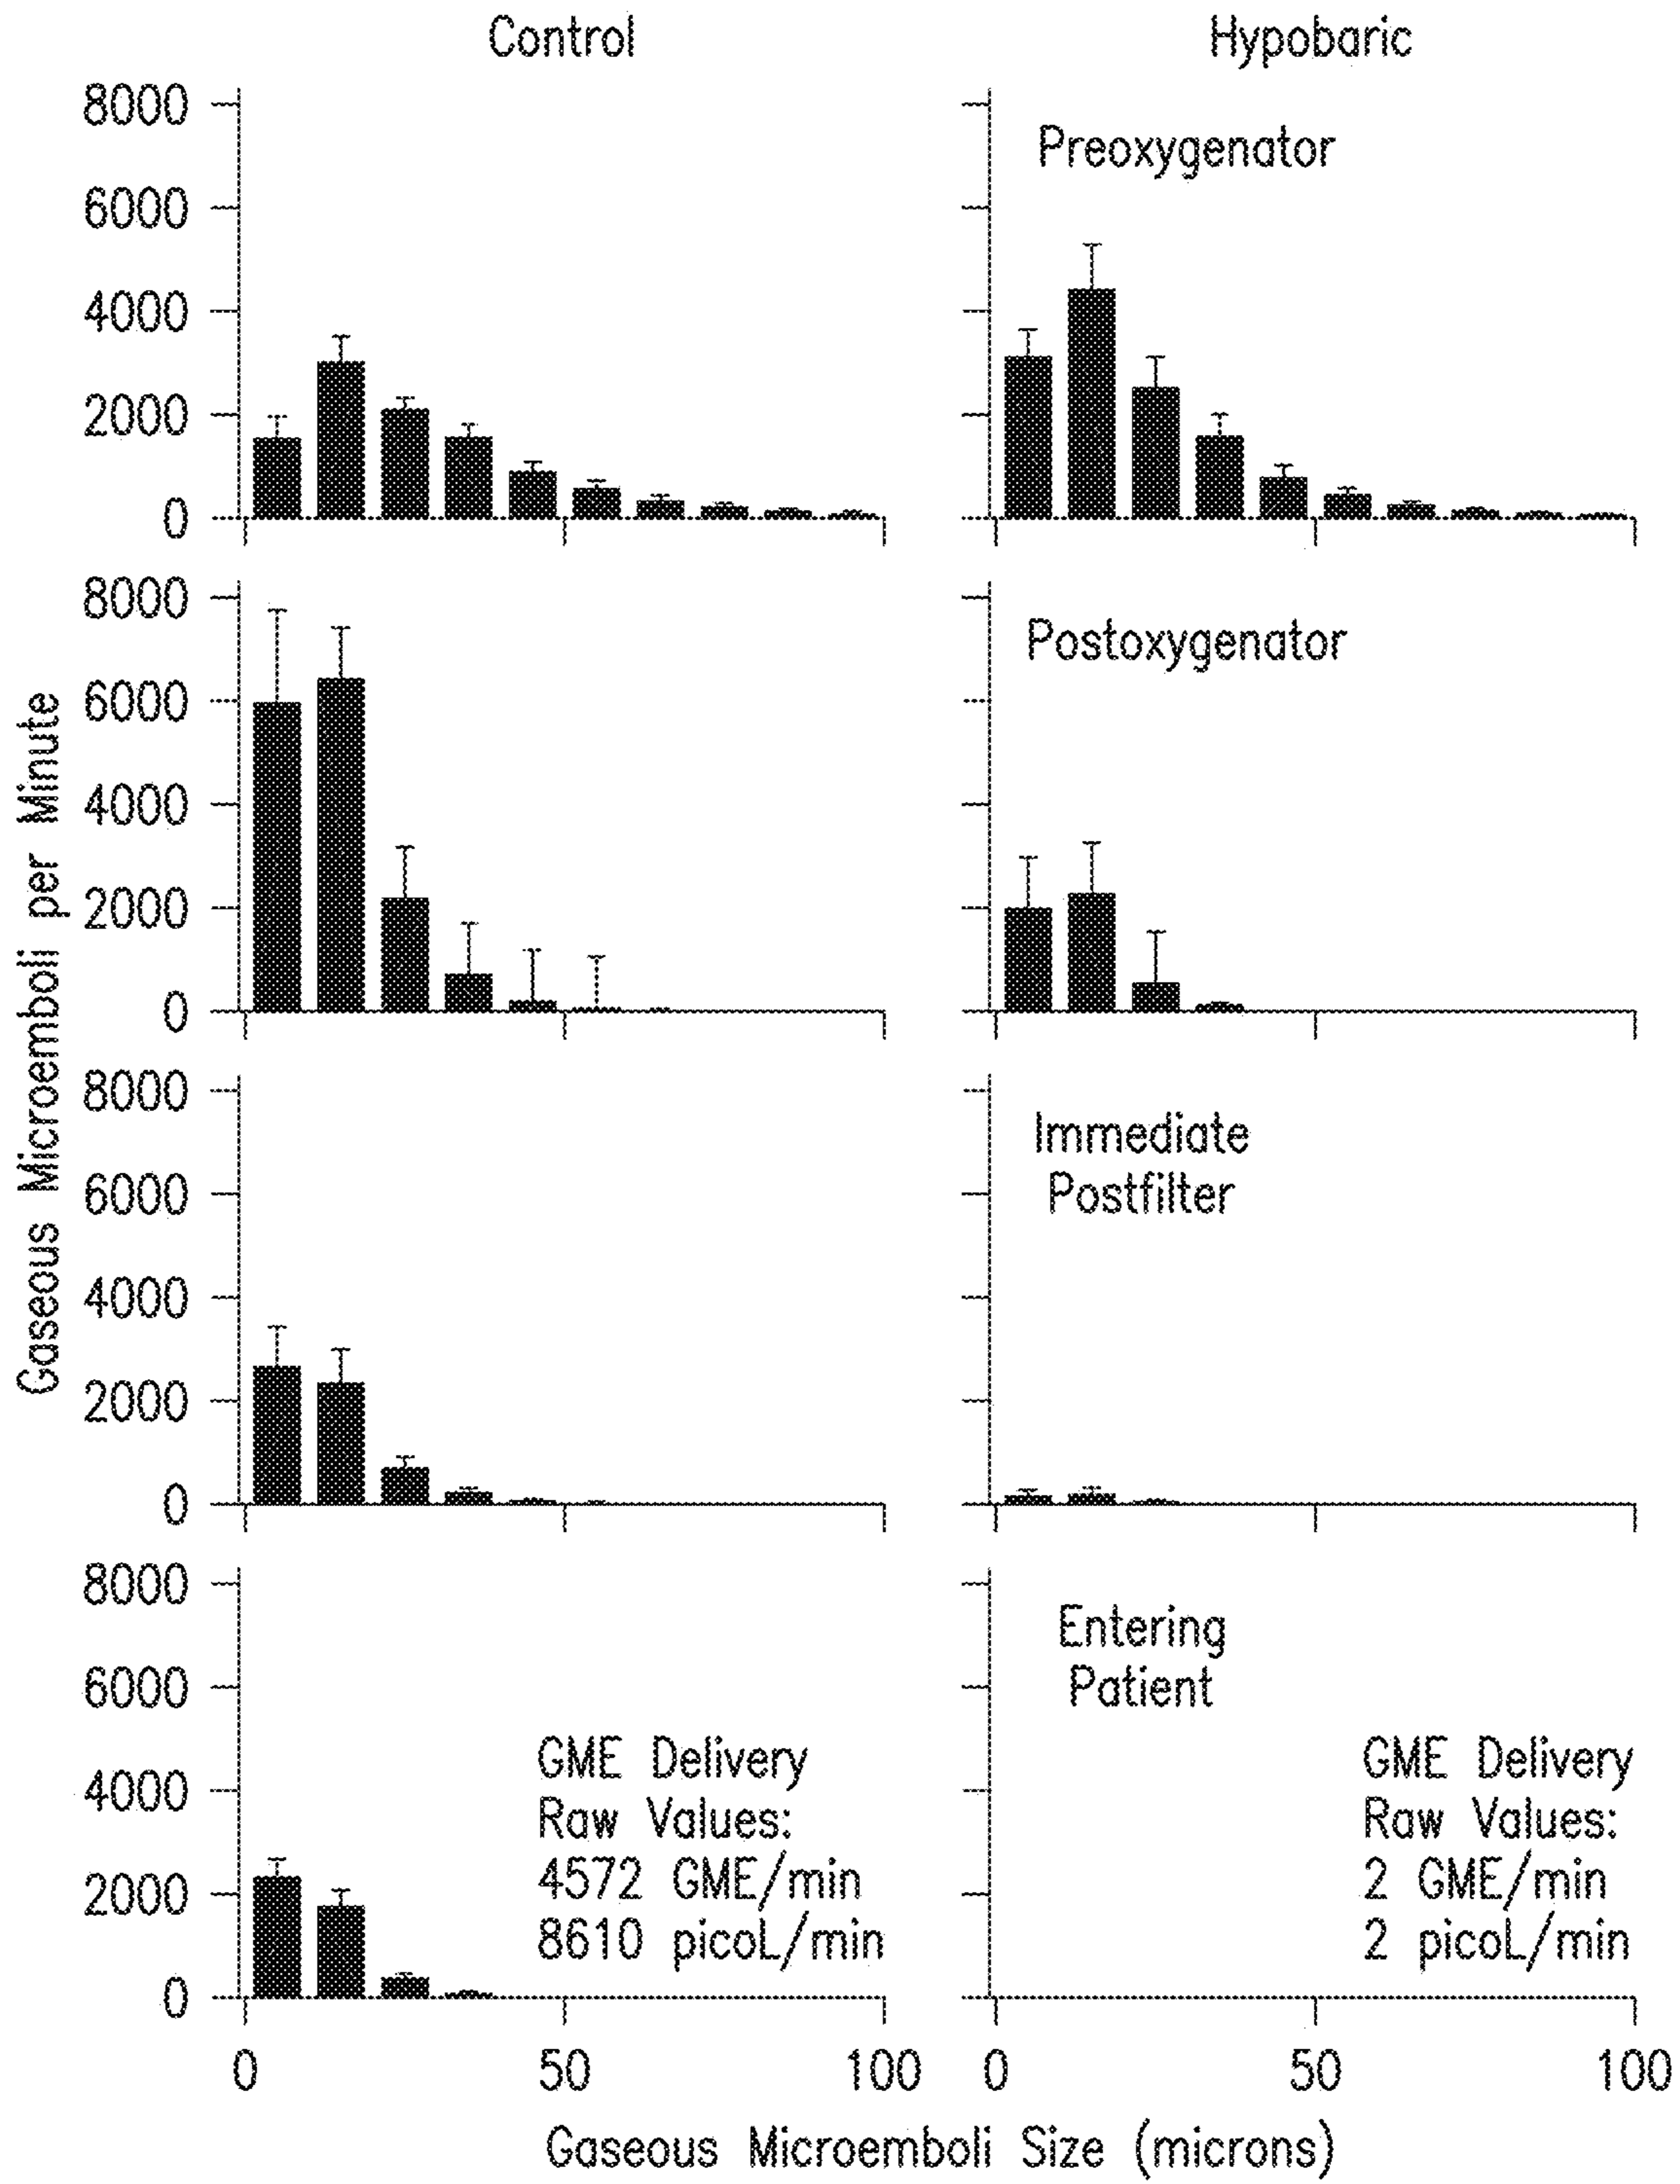 Control
Hypobaric
8000
6000
4000
2000
0
Preoxygenator
8000
6000
4000
2000
0
Postoxygenator
8000
6000
4000
2000
0
Immediate
Postfilter
8000
6000
4000
2000
0
GME Delivery
Raw Values:
4572 GME/min
8610 picoL/min
Entering
Patient
GME Delivery
Raw Values:
2 GME/min
2 picoL/min
0 50 100
0 50 100
Gaseous Microemboli per Minute
Gaseous Microemboli Size (microns)